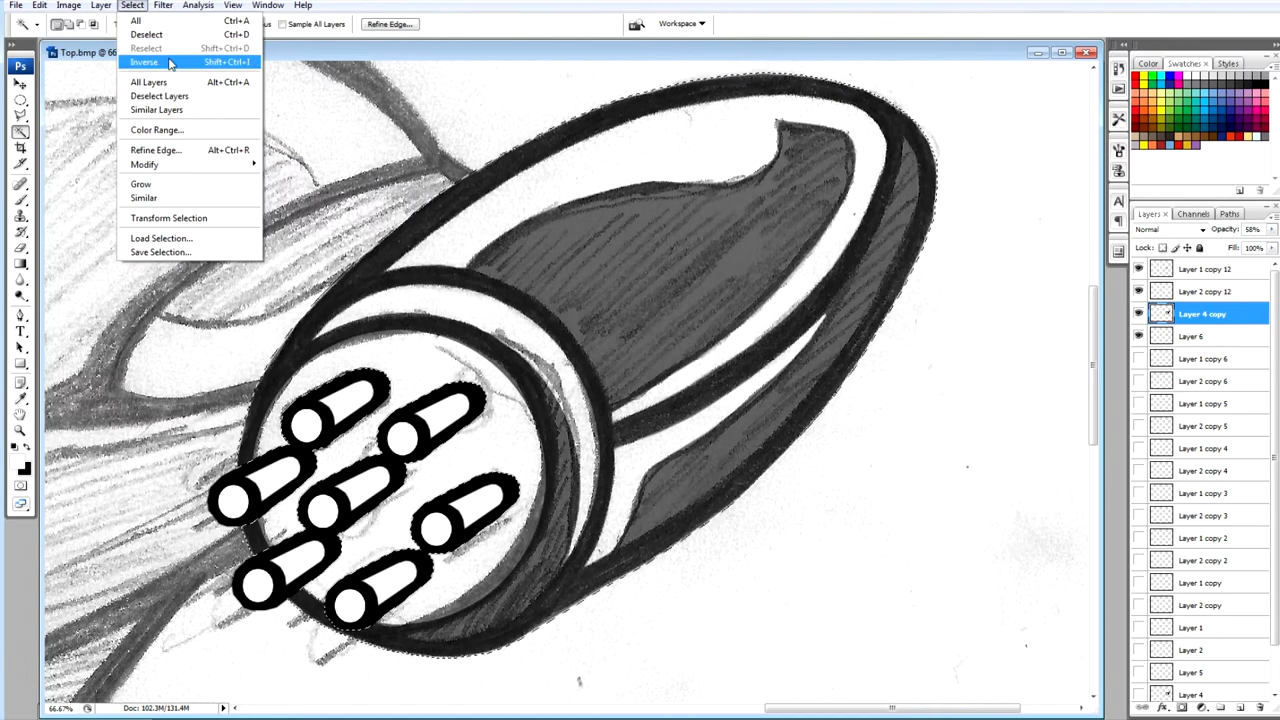 File Edit Image Layer Select Filter Analysis View Window Help
Sample All Layers Refine Edge... Workspace
All Ctrl+A
Deselect Ctrl+D
Reselect Shift+Ctrl+D
Inverse Shift+Ctrl+I
All Layers Alt+Ctrl+A
Deselect Layers
Similar Layers
Color Range...
Refine Edge... Alt+Ctrl+R
Modify
Grow
Similar
Transform Selection
Load Selection...
Save Selection...
Ps
Top.bmp @ 66
Color Swatches × Styles
Layers × Channels Paths
Normal Opacity: 58%
Lock: Fill: 100%
Layer 1 copy 12
Layer 2 copy 12
Layer 4 copy
Layer 6
Layer 1 copy 6
Layer 2 copy 6
Layer 1 copy 5
Layer 2 copy 5
Layer 1 copy 4
Layer 2 copy 4
Layer 1 copy 3
Layer 2 copy 3
Layer 1 copy 2
Layer 2 copy 2
Layer 1 copy
Layer 2 copy
Layer 1
Layer 2
Layer 5
Layer 4
66.67% Doc: 102.3M/131.4M